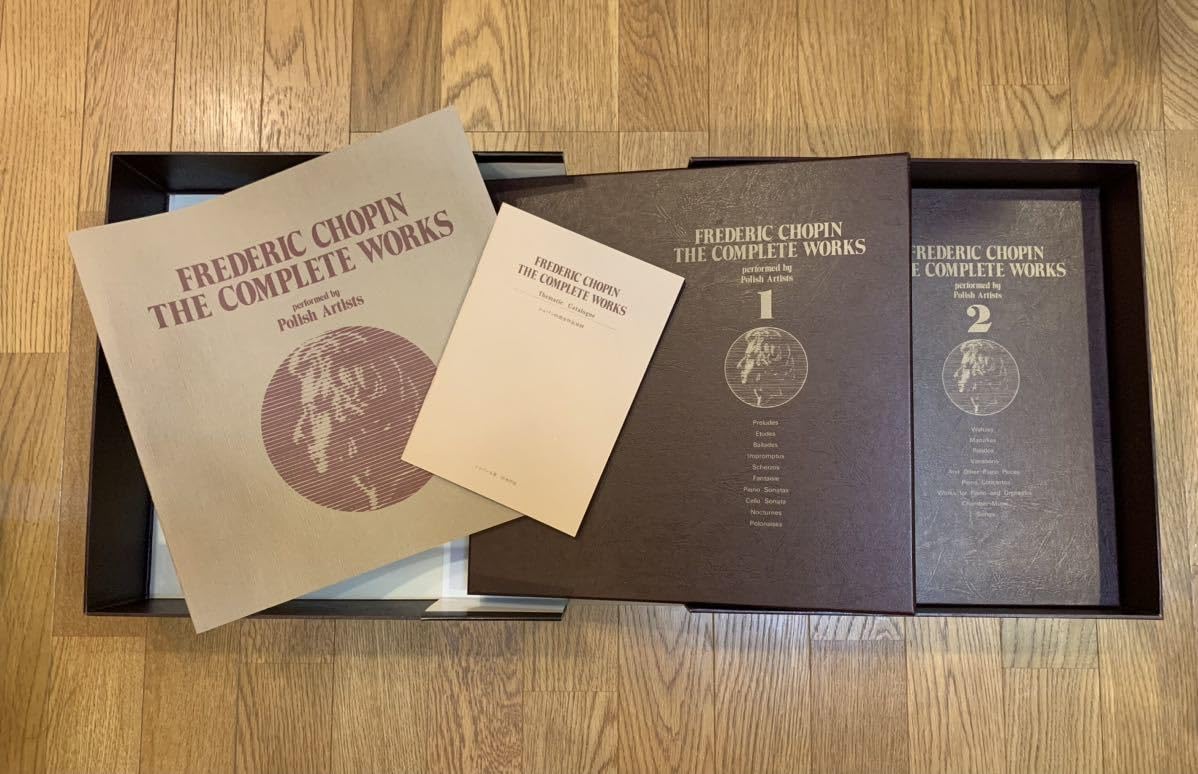 FREDERIC CHOPIN
THE COMPLETE WORKS
performed by
Polish Artists
FREDERIC CHOPIN
THE COMPLETE WORKS
Thematic Catalogue
FREDERIC CHOPIN
THE COMPLETE WORKS
performed by
Polish Artists
1
Preludes
Etudes
Ballades
Impromptus
Scherzos
Fantaisie
Piano Sonatas
Cello Sonata
Nocturnes
Polonaises
FREDERIC CHOPIN
E COMPLETE WORKS
performed by
Polish Artists
2
Waltzes
Mazurkas
Rondos
Variations
And Other Piano Pieces
Piano Concertos
Works for Piano and Orchestra
Chamber Music
Songs